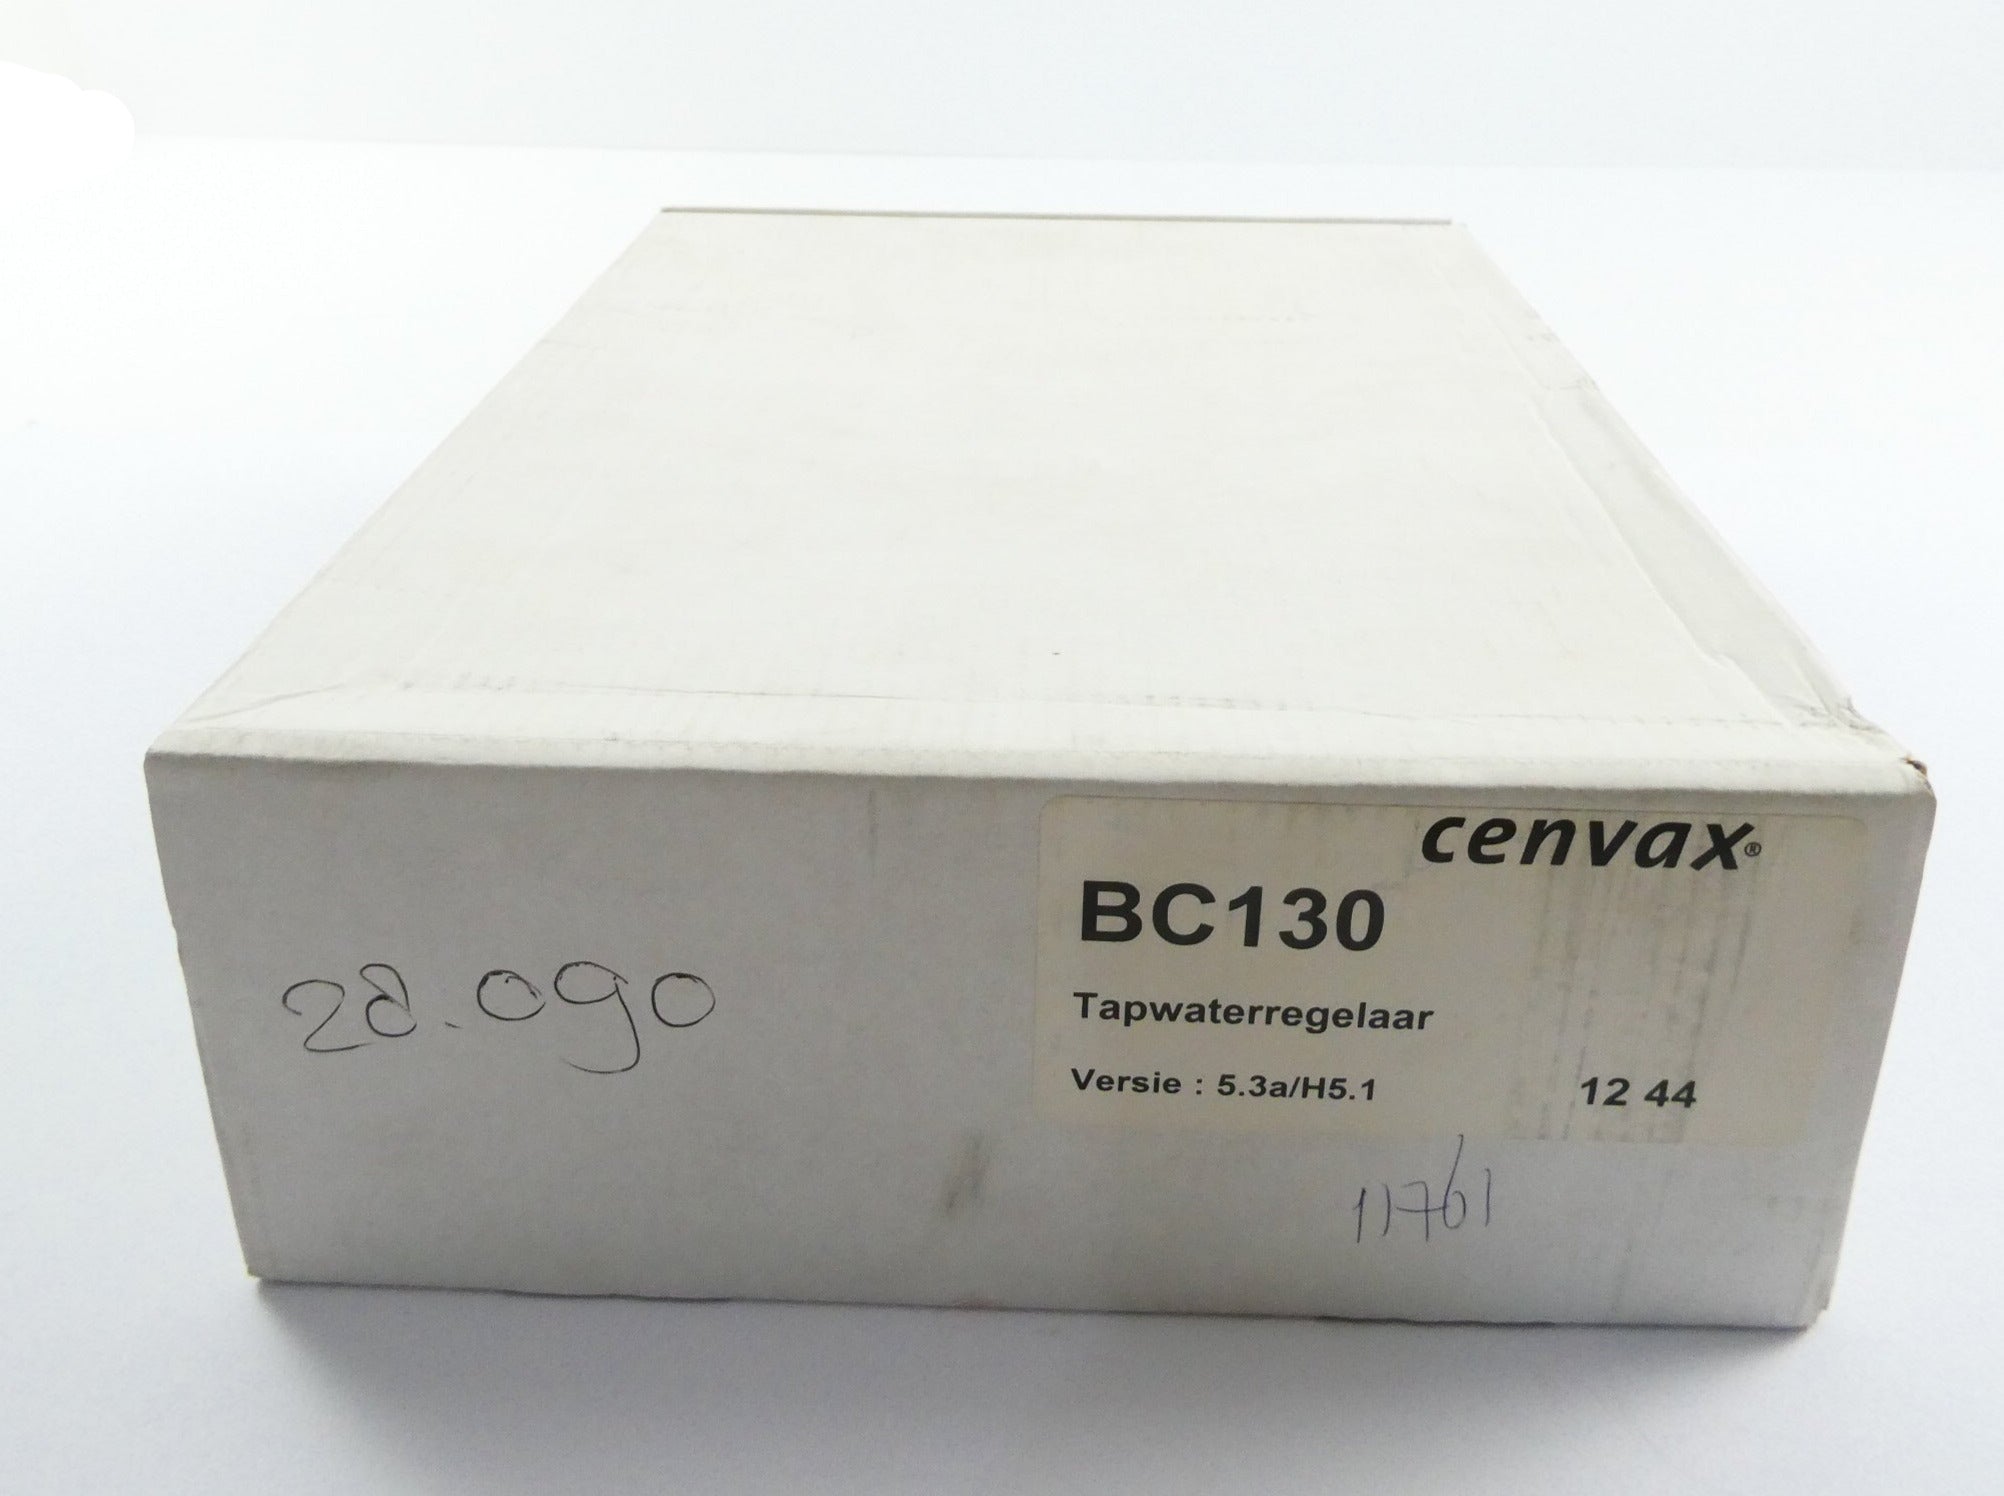 cenvax®
BC130
Tapwaterregelaar
Versie : 5.3a/H5.1 12 44
28.090
11761